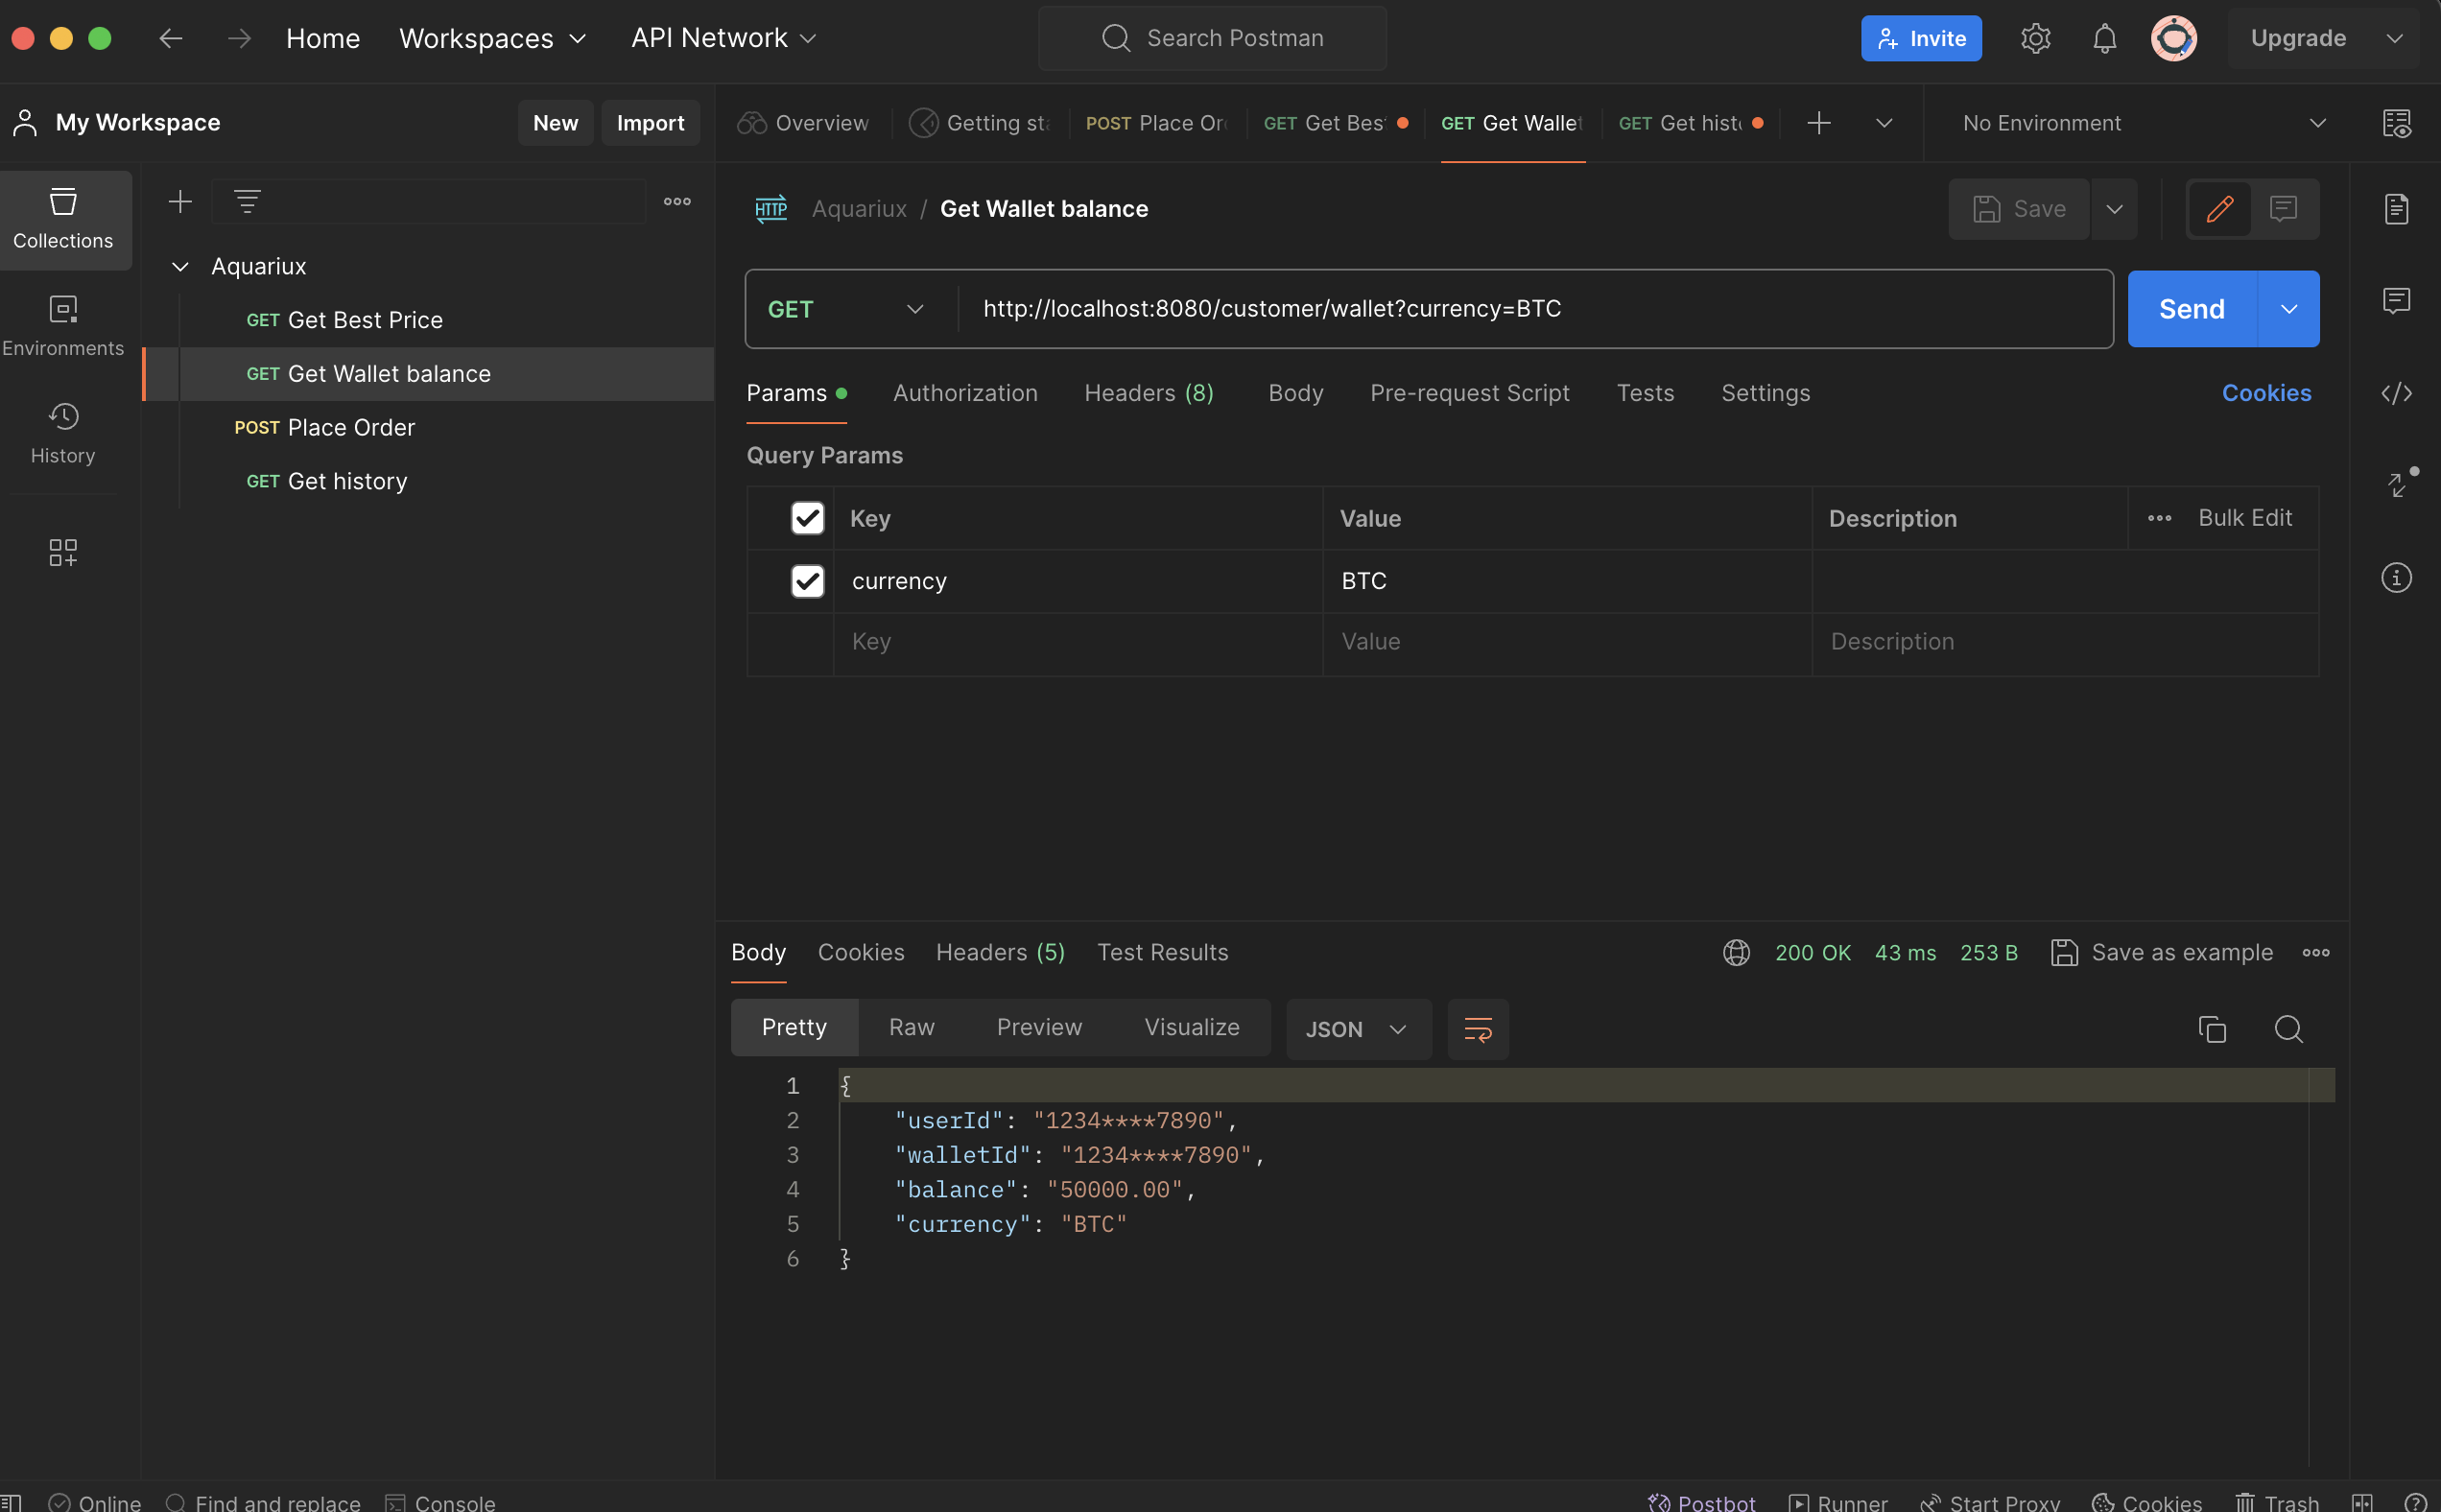 Home Workspaces API Network Search Postman Invite Upgrade
My Workspace New Import Overview Getting sta POST Place Or GET Bes GET Get Walle GET Get hist No Environment
Collections
Environments
History
Aquariux
GET Get Best Price
GET Get Wallet balance
POST Place Order
GET Get history
HTTP Aquariux / Get Wallet balance Save
GET http://localhost:8080/customer/wallet?currency=BTC Send
Params Authorization Headers (8) Body Pre-request Script Tests Settings Cookies
Query Params
Key Value Description Bulk Edit
currency BTC
Key Value Description
Body Cookies Headers (5) Test Results 200 OK 43 ms 253 B Save as example
Pretty Raw Preview Visualize JSON
1 {
2 "userId": "1234****7890",
3 "walletId": "1234****7890",
4 "balance": "50000.00",
5 "currency": "BTC"
6 }
Online Find and replace Console Postbot Runner Start Proxy Cookies Trash